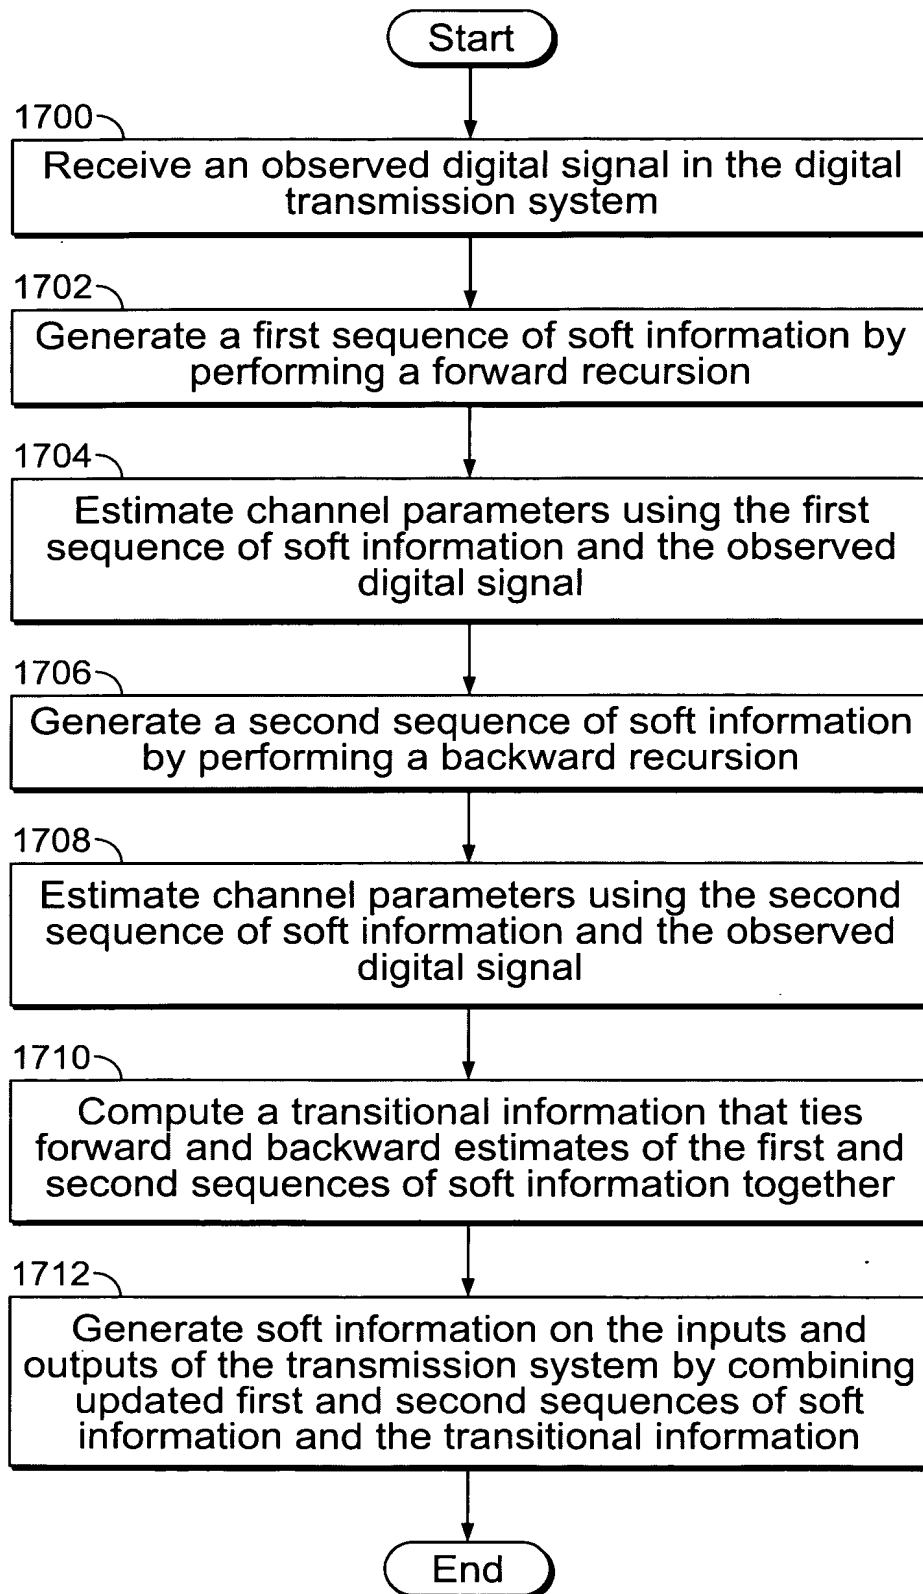 Start
1700
Receive an observed digital signal in the digital
transmission system
1702
Generate a first sequence of soft information by
performing a forward recursion
1704
Estimate channel parameters using the first
sequence of soft information and the observed
digital signal
1706
Generate a second sequence of soft information
by performing a backward recursion
1708
Estimate channel parameters using the second
sequence of soft information and the observed
digital signal
1710
Compute a transitional information that ties
forward and backward estimates of the first and
second sequences of soft information together
1712
Generate soft information on the inputs and
outputs of the transmission system by combining
updated first and second sequences of soft
information and the transitional information
End